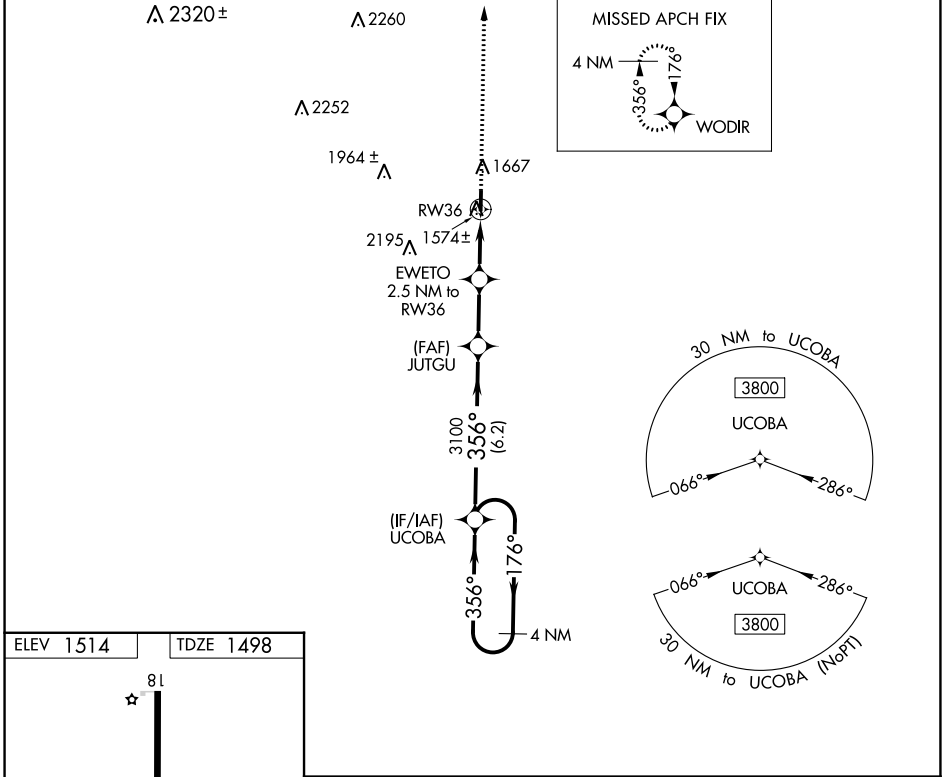 2320 ±
2260
MISSED APCH FIX
4 NM
176°
356°
WODIR
2252
1964 ±
1667
RW36
1574±
2195
EWETO
2.5 NM to
RW36
(FAF)
JUTGU
30 NM to UCOBA
3800
UCOBA
066°
286°
3100
356°
(6.2)
(IF/IAF)
UCOBA
356°
176°
4 NM
066°
286°
UCOBA
3800
30 NM to UCOBA (NoPT)
ELEV 1514
TDZE 1498
18